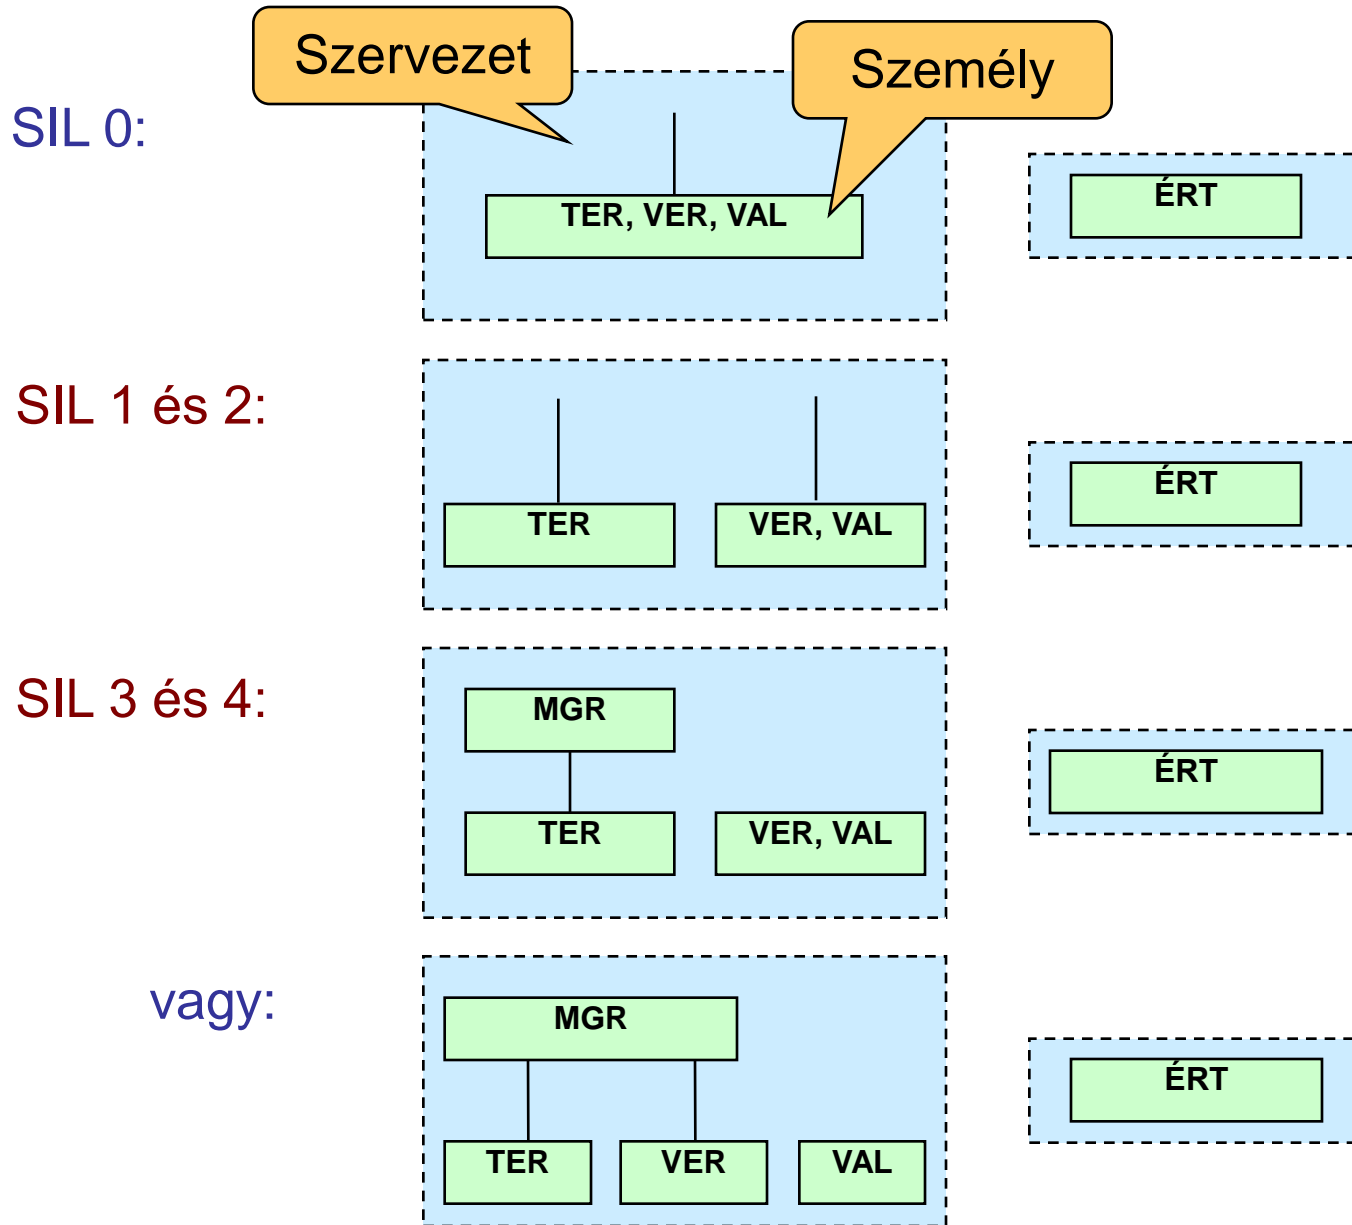 Szervezet
Személy
SIL 0:
TER, VER, VAL
ÉRT
SIL 1 és 2:
TER
VER, VAL
ÉRT
SIL 3 és 4:
MGR
ÉRT
TER
VER, VAL
vagy:
MGR
ÉRT
TER
VER
VAL